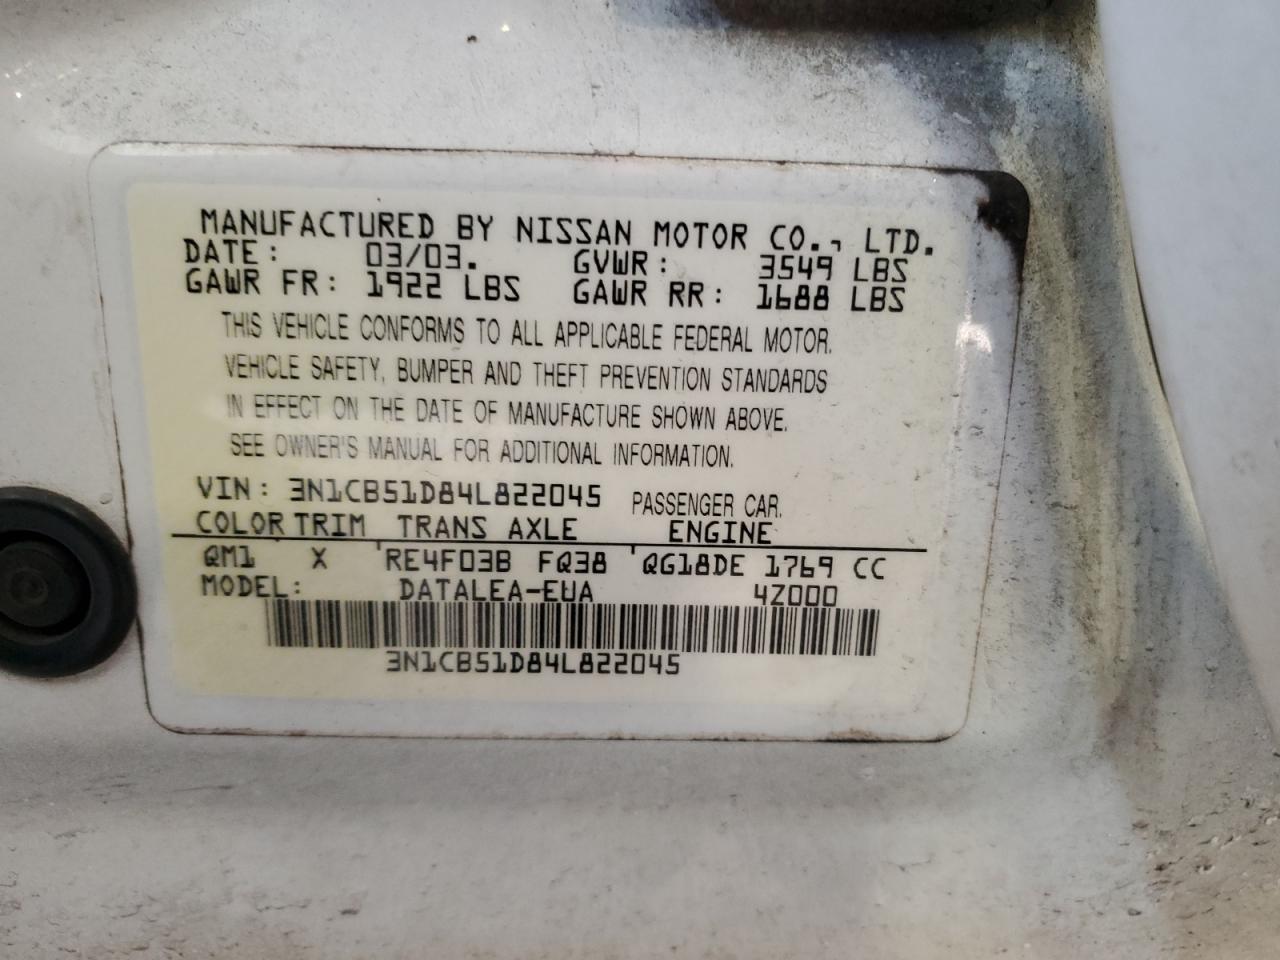 MANUFACTURED BY NISSAN MOTOR CO., LTD.
DATE: 03/03. GVWR: 3549 LBS
GAWR FR: 1922 LBS GAWR RR: 1688 LBS
THIS VEHICLE CONFORMS TO ALL APPLICABLE FEDERAL MOTOR.
VEHICLE SAFETY, BUMPER AND THEFT PREVENTION STANDARDS
IN EFFECT ON THE DATE OF MANUFACTURE SHOWN ABOVE.
SEE OWNER'S MANUAL FOR ADDITIONAL INFORMATION.
VIN: 3N1CB51D84L822045 PASSENGER CAR.
COLOR TRIM TRANS AXLE ENGINE
QM1 X RE4F03B FQ38 QG18DE 1769 CC
MODEL: DATALEA-EUA 4Z000
3N1CB51D84L822045